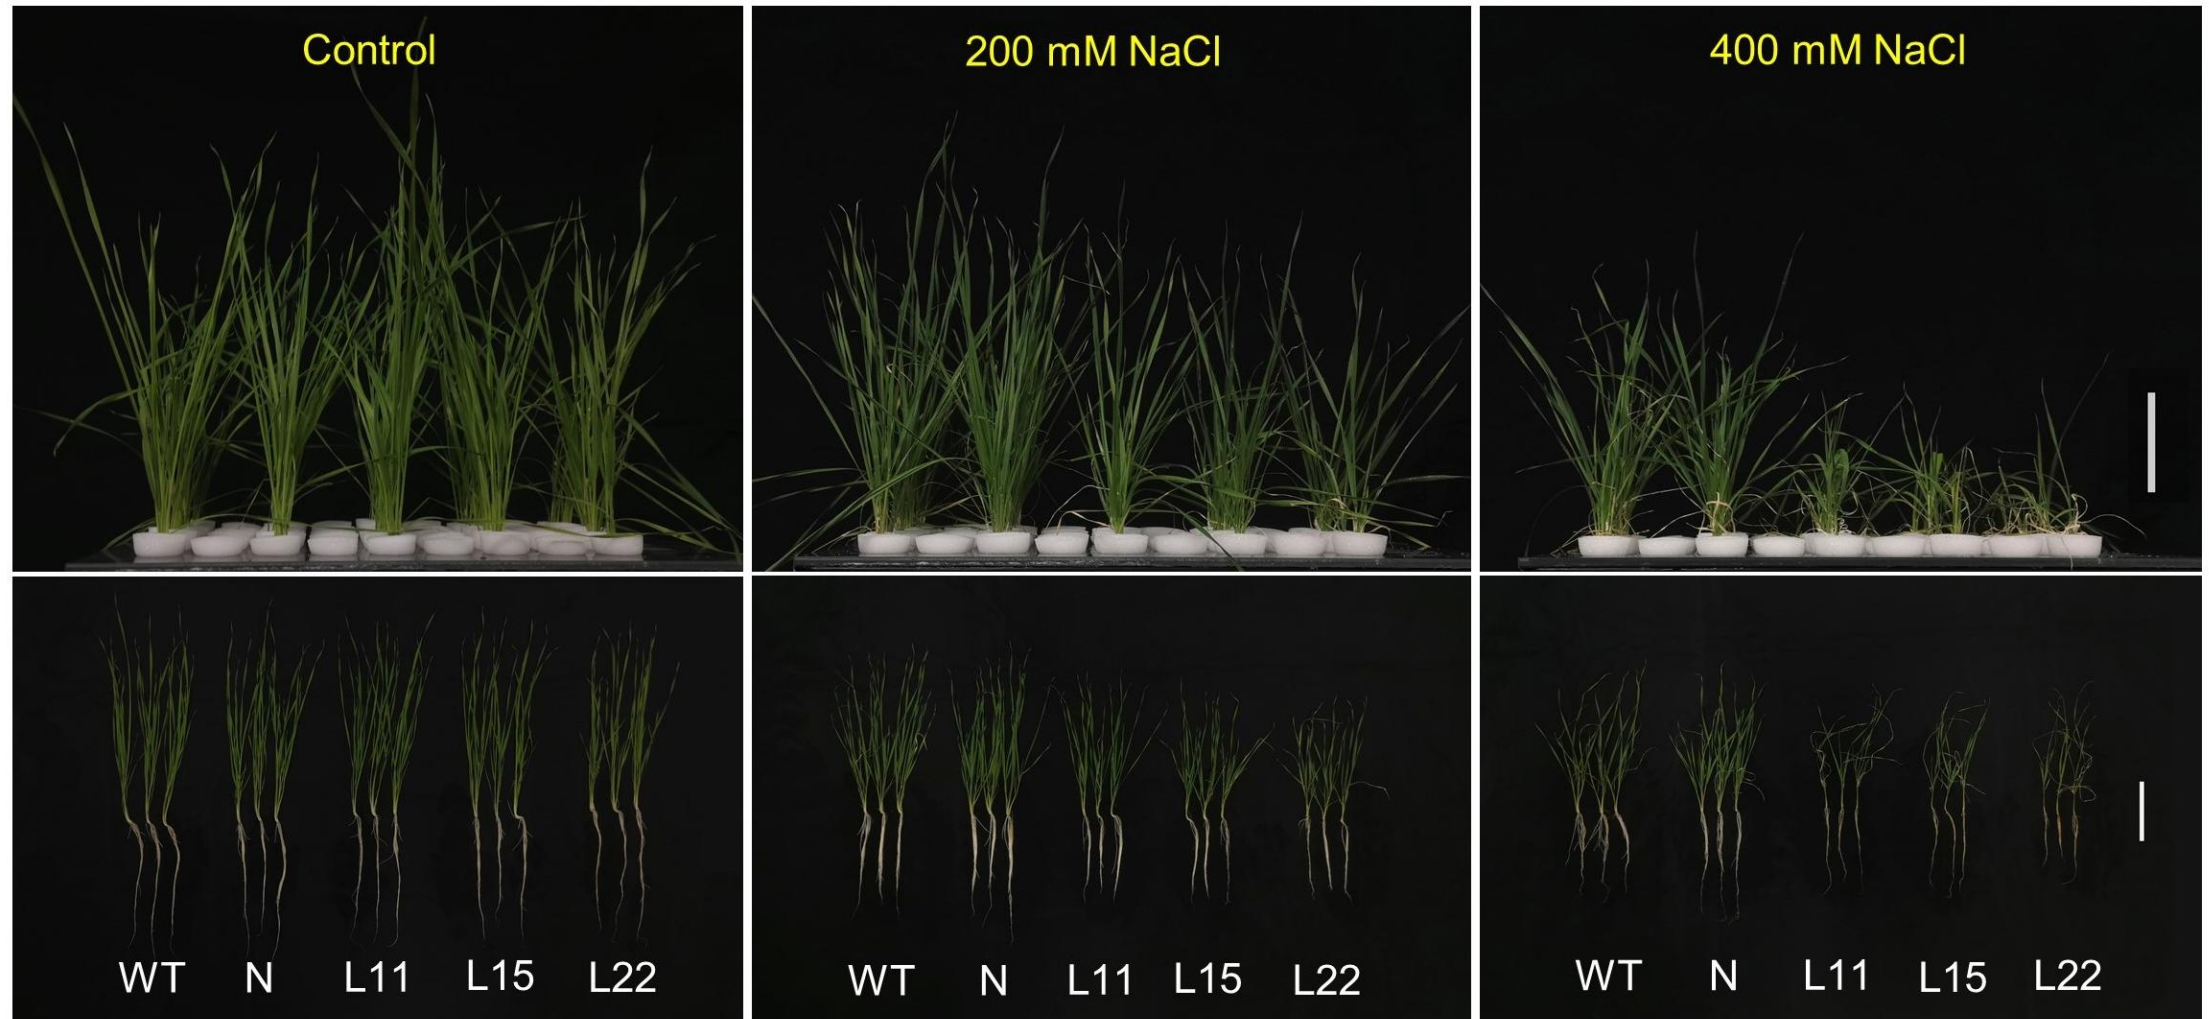 Control
200 mM NaCl
400 mM NaCl
WT N L11 L15 L22
WT N L11 L15 L22
WT N L11 L15 L22